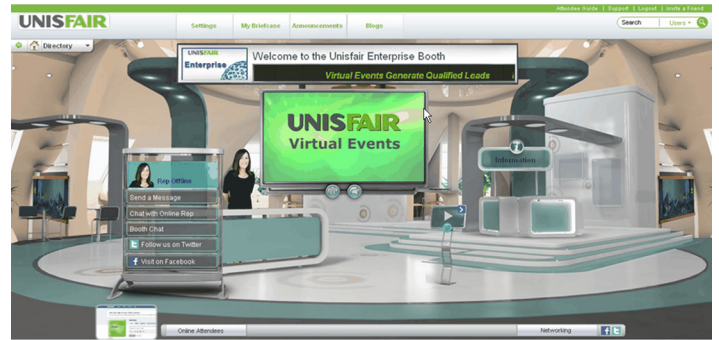 Attendee Guide | Support | Logout | Invite a Friend
UNISFAIR
Settings
My Briefcase
Announcements
Blogs
Search
Users
Directory
UNISFAIR
Enterprise
Welcome to the Unisfair Enterprise Booth
Virtual Events Generate Qualified Leads
UNISFAIR
Virtual Events
Information
Rep Offline
Send a Message
Chat with Online Rep
Booth Chat
Follow us on Twitter
Visit on Facebook
Online Attendees
Networking